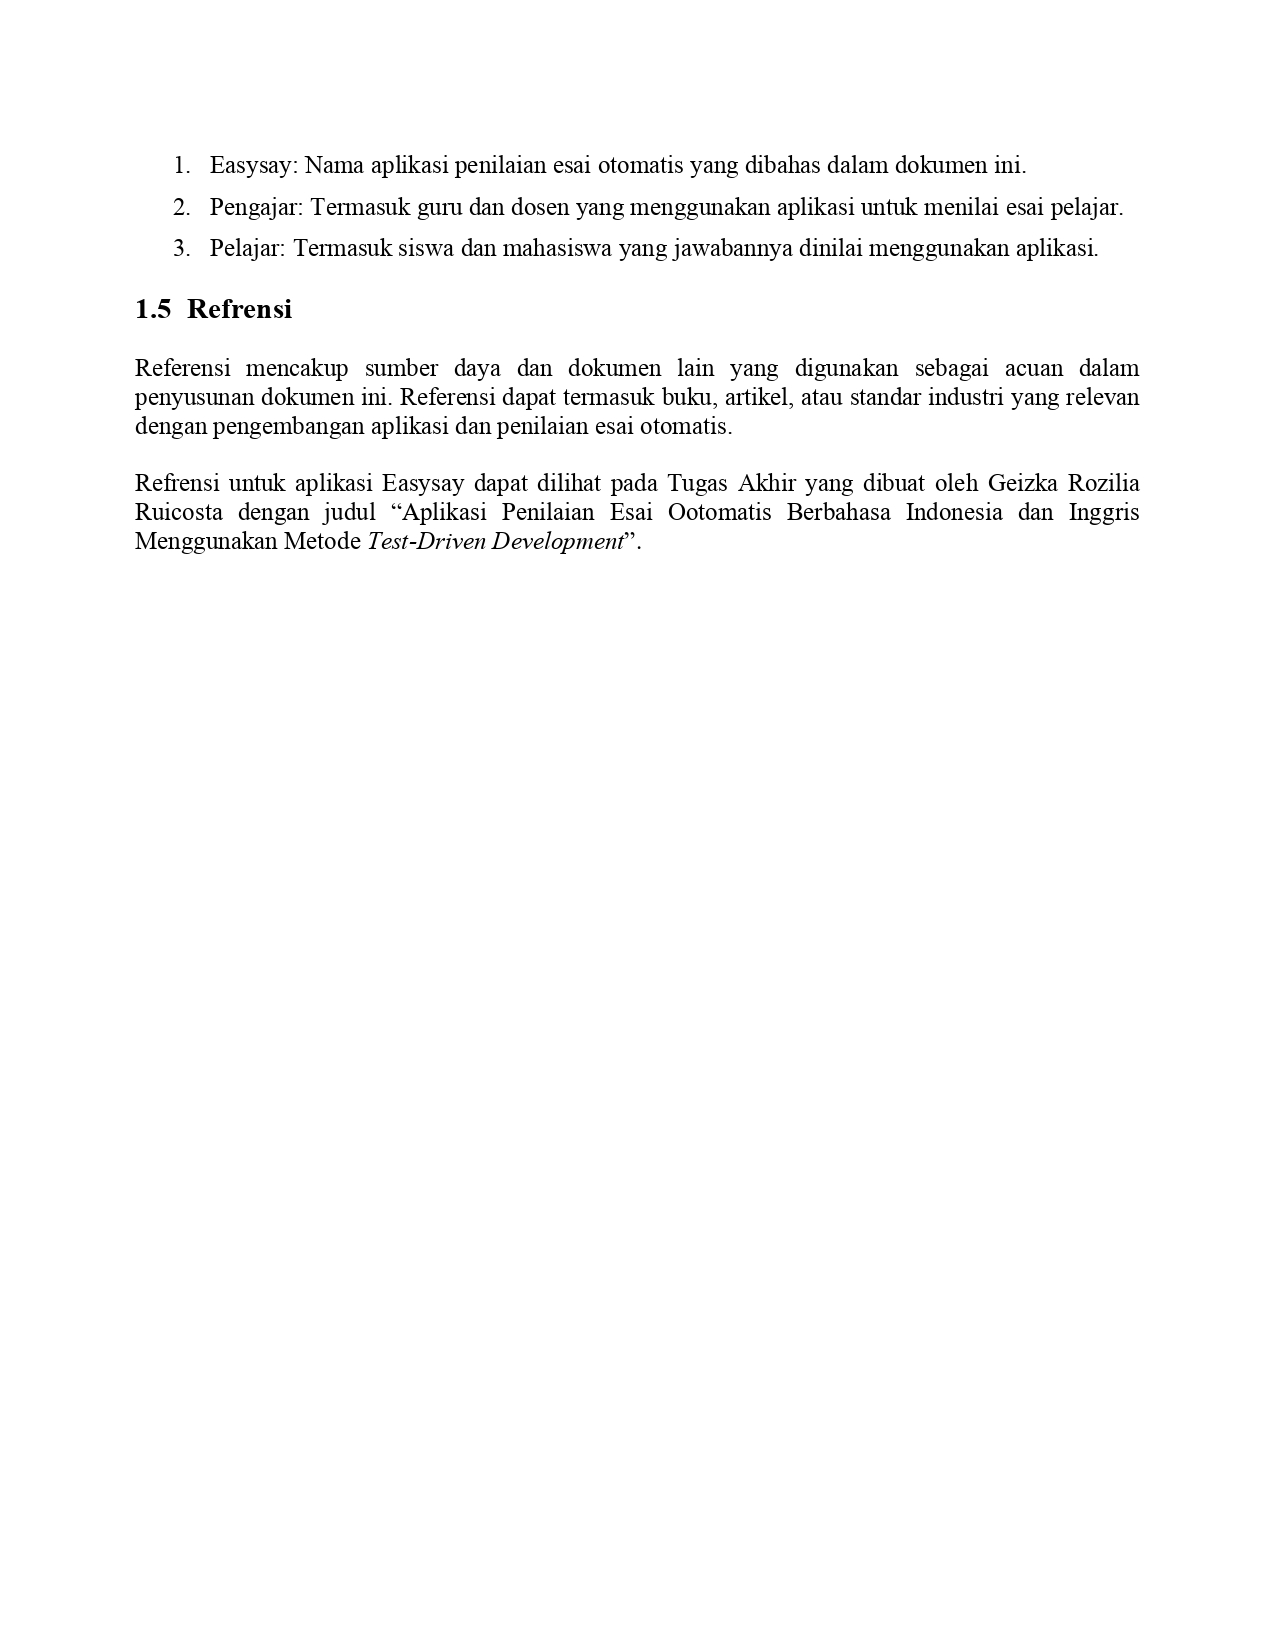 1. Easysay: Nama aplikasi penilaian esai otomatis yang dibahas dalam dokumen ini.
2. Pengajar: Termasuk guru dan dosen yang menggunakan aplikasi untuk menilai esai pelajar.
3. Pelajar: Termasuk siswa dan mahasiswa yang jawabannya dinilai menggunakan aplikasi.
1.5 Refrensi
Referensi mencakup sumber daya dan dokumen lain yang digunakan sebagai acuan dalam
penyusunan dokumen ini. Referensi dapat termasuk buku, artikel, atau standar industri yang relevan
dengan pengembangan aplikasi dan penilaian esai otomatis.
Refrensi untuk aplikasi Easysay dapat dilihat pada Tugas Akhir yang dibuat oleh Geizka Rozilia
Ruicosta dengan judul “Aplikasi Penilaian Esai Ootomatis Berbahasa Indonesia dan Inggris
Menggunakan Metode Test-Driven Development”.